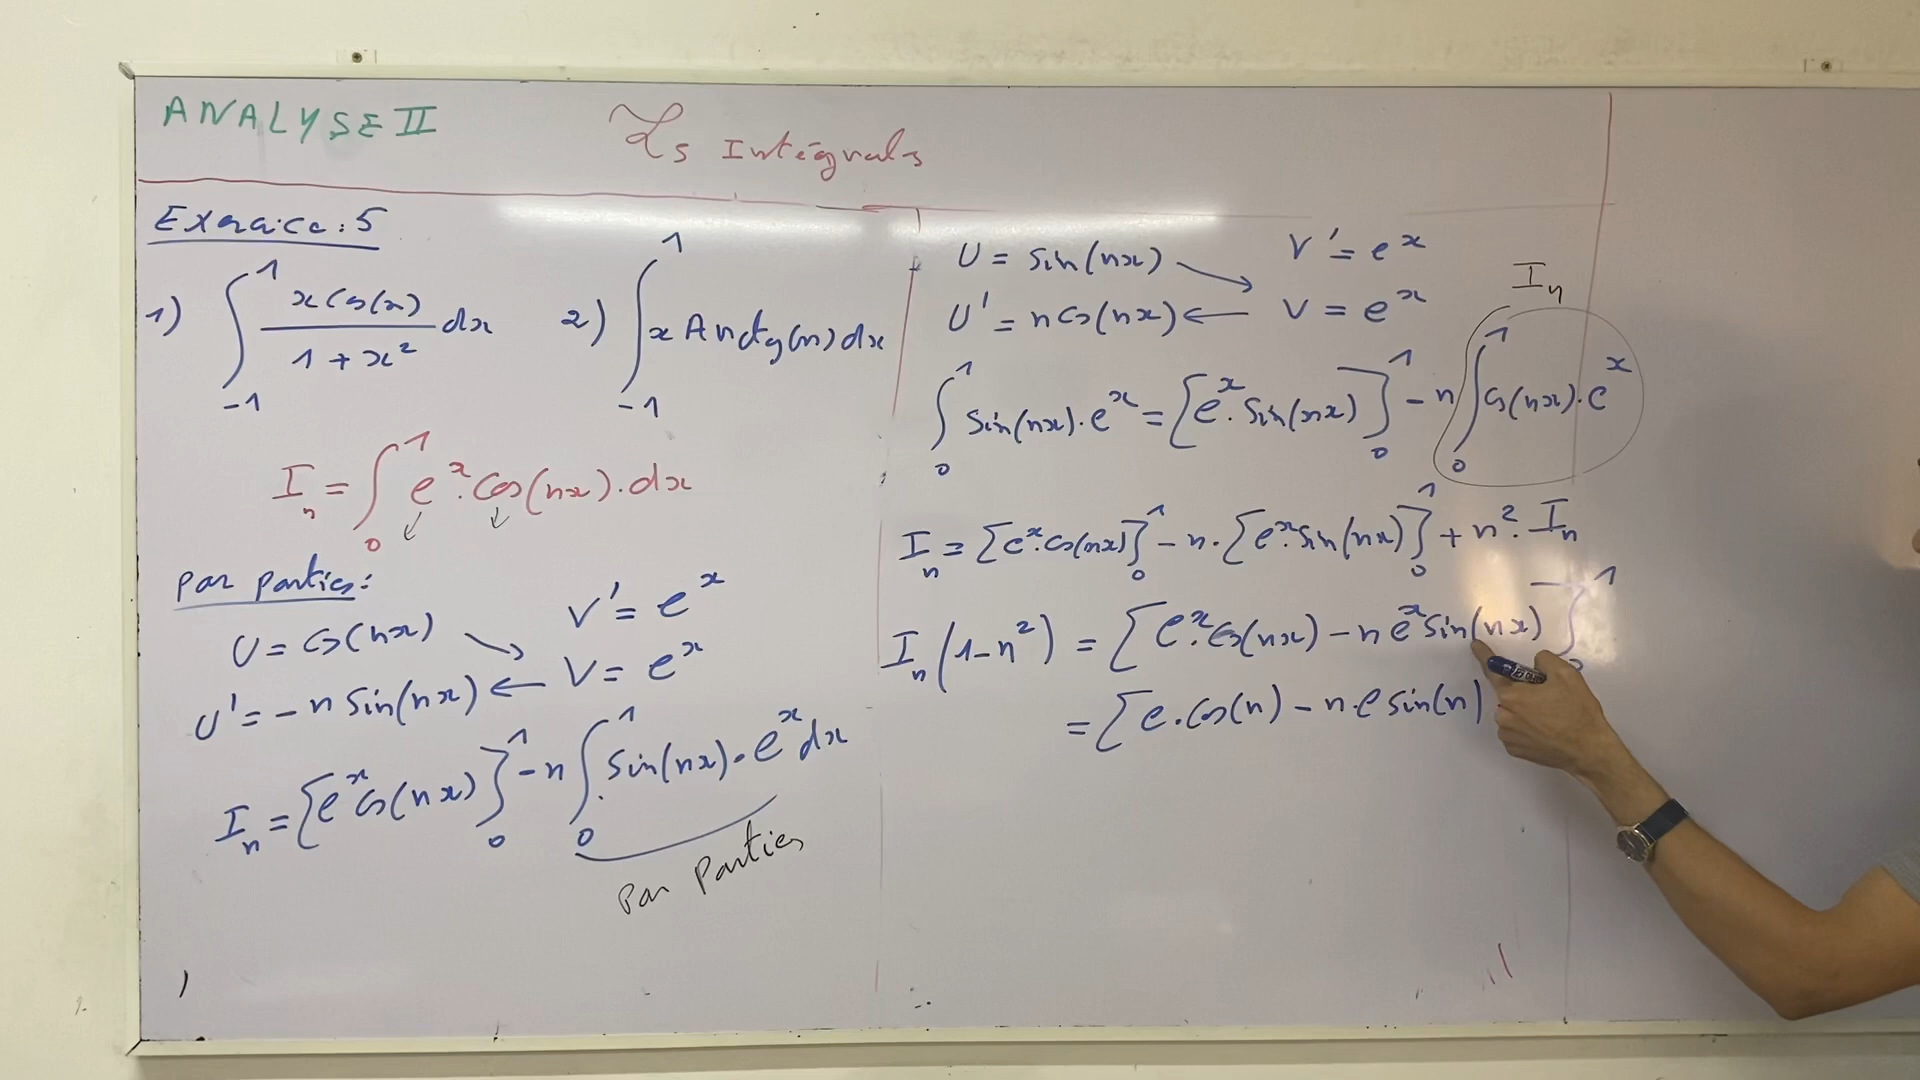 ANALYSE II
Les Intégrals
Exercice : 5
1) ∫_{-1}^{1} \frac{x cos(x)}{1 + x²} dx
2) ∫_{-1}^{1} x Arctg(x) dx
I_n = ∫_0^1 e^x · cos(nx) . dx
par parties :
U = cos(nx) V' = e^x
U' = - n sin(nx) V = e^x
I_n = [e^x cos(nx)]_0^1 - n ∫_0^1 sin(nx) · e^x dx
Par Parties
U = sin(nx) V' = e^x
U' = n cos(nx) V = e^x
I_n
∫_0^1 sin(nx) · e^x = [e^x · sin(nx)]_0^1 - n ∫_0^1 cos(nx) · e^x
I_n = [e^x · cos(nx)]_0^1 - n · [e^x · sin(nx)]_0^1 + n² · I_n
I_n (1 - n²) = [e^x · cos(nx) - n e^x sin(nx)]_0^1
= [e . cos(n) - n . e sin(n)